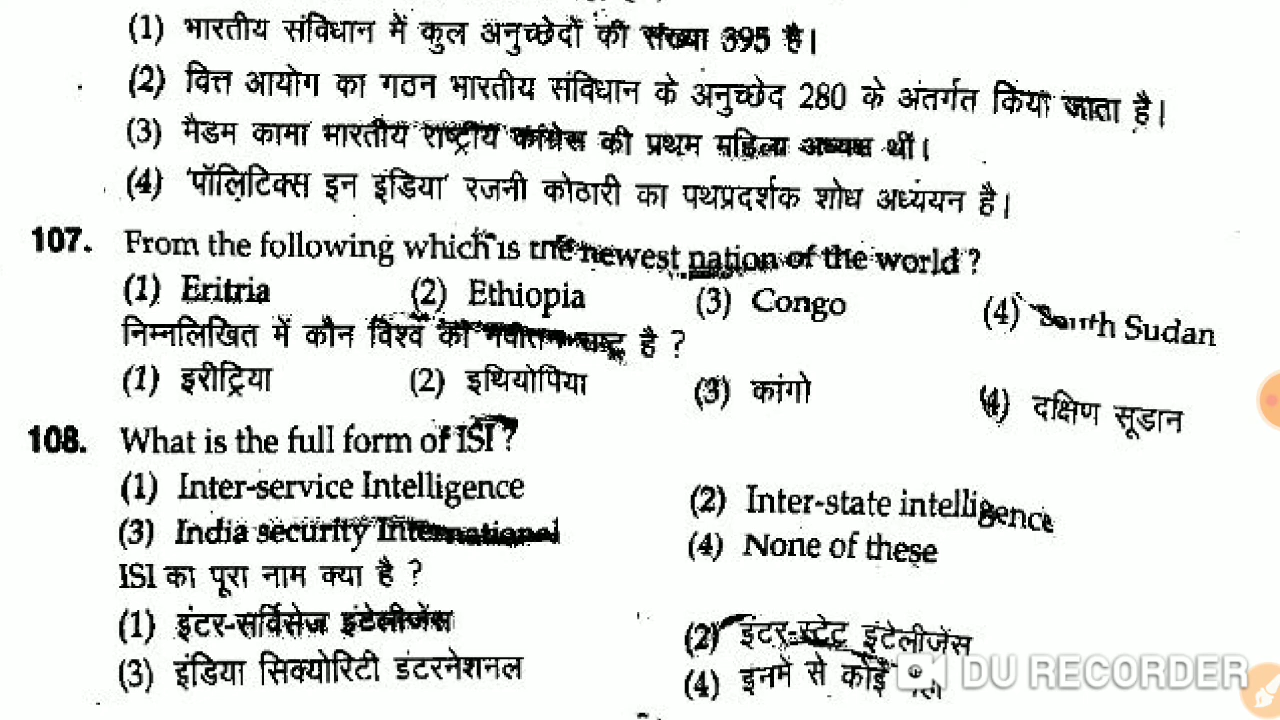 (1) भारतीय संविधान में कुल अनुच्छेदों की संख्या 395 है।
(2) वित्त आयोग का गठन भारतीय संविधान के अनुच्छेद 280 के अंतर्गत किया जाता है।
(3) मैडम कामा भारतीय राष्ट्रीय कांग्रेस की प्रथम महिला अध्यक्ष थीं।
(4) 'पॉलिटिक्स इन इंडिया' रजनी कोठारी का पथप्रदर्शक शोध अध्ययन है।
107. From the following which is the newest nation of the world?
(1) Eritria (2) Ethiopia (3) Congo (4) South Sudan
निम्नलिखित में कौन विश्व का नवीतम राष्ट्र है ?
(1) इरीट्रिया (2) इथियोपिया (3) कांगो (4) दक्षिण सूडान
108. What is the full form of ISI?
(1) Inter-service Intelligence (2) Inter-state intelligence
(3) India security International (4) None of these
ISI का पूरा नाम क्या है ?
(1) इंटर-सर्विसेज इंटेलीजेंस (2) इंटर-स्टेट इंटेलीजेंस
(3) इंडिया सिक्योरिटी इंटरनेशनल (4) इनमें से कोई
DU RECORDER